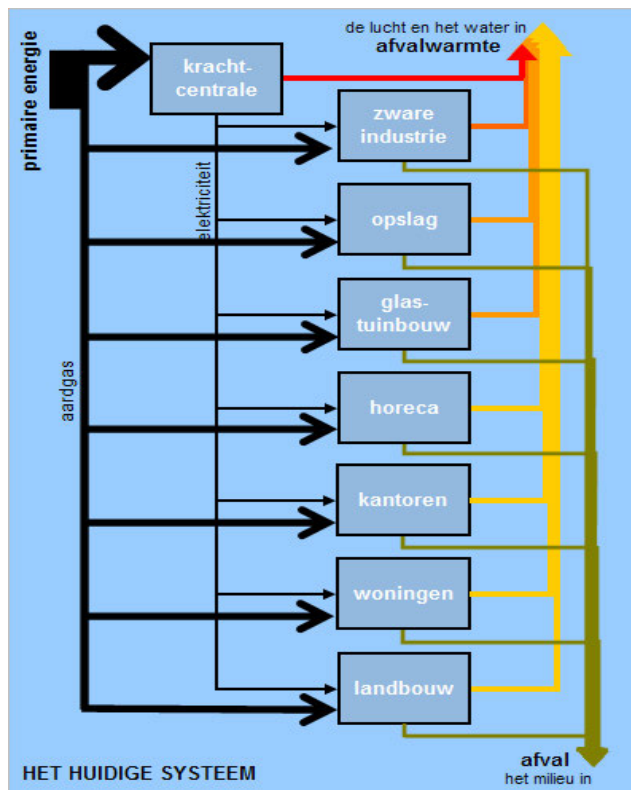 de lucht en het water in
afvalwarmte
primaire energie
kracht-
centrale
zware
industrie
elektriciteit
opslag
glas-
tuinbouw
aardgas
horeca
kantoren
woningen
landbouw
afval
het milieu in
HET HUIDIGE SYSTEEM